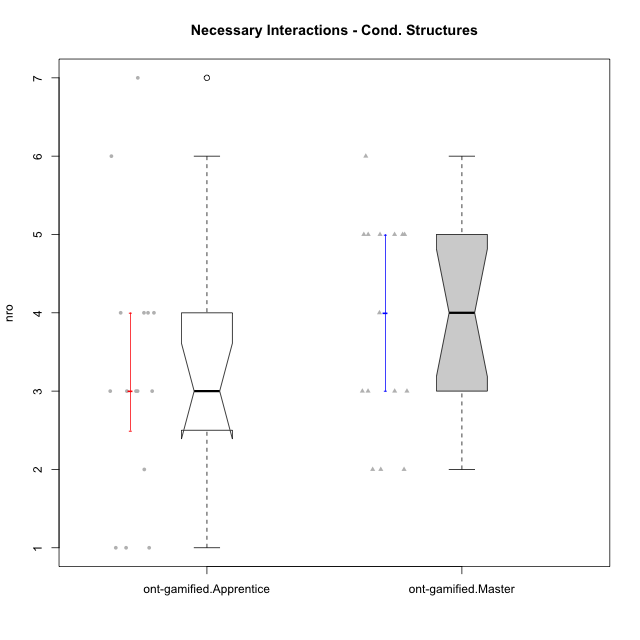 Necessary Interactions - Cond. Structures
7
6
5
4
3
2
1
nro
ont-gamified.Apprentice
ont-gamified.Master